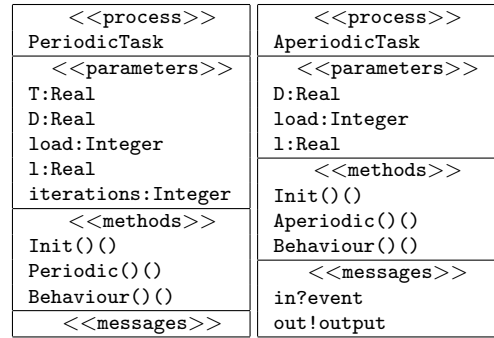 <<process>>
PeriodicTask
<<parameters>>
T:Real
D:Real
load:Integer
l:Real
iterations:Integer
<<methods>>
Init()()
Periodic()()
Behaviour()()
<<messages>>
<<process>>
AperiodicTask
<<parameters>>
D:Real
load:Integer
l:Real
<<methods>>
Init()()
Aperiodic()()
Behaviour()()
<<messages>>
in?event
out!output